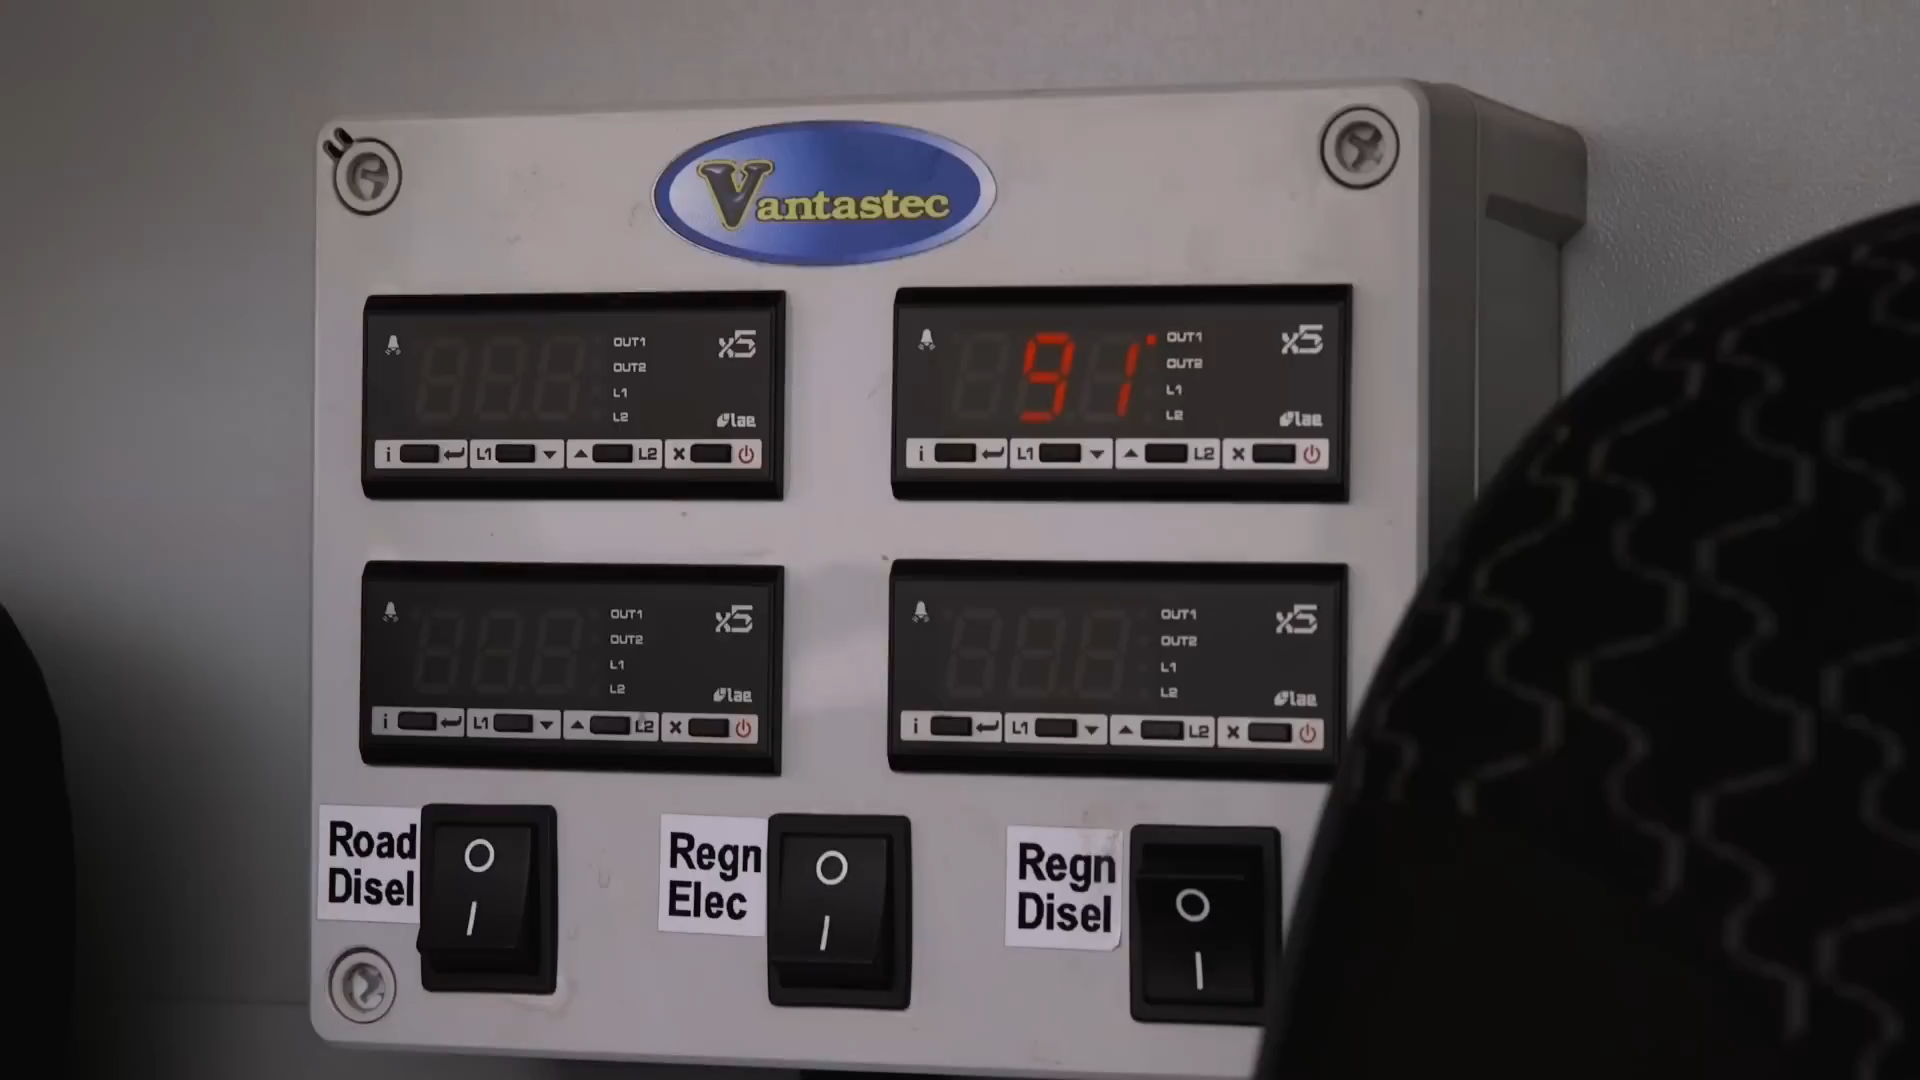 Vantastec
OUT1
OUT2
L1
L2
x5
lae
i L1 L2 x
91
OUT1
OUT2
L1
L2
x5
lae
i L1 L2 x
OUT1
OUT2
L1
L2
x5
lae
i L1 L2 x
OUT1
OUT2
L1
L2
x5
lae
i L1 L2 x
Road
Disel
O
I
Regn
Elec
O
I
Regn
Disel
O
I